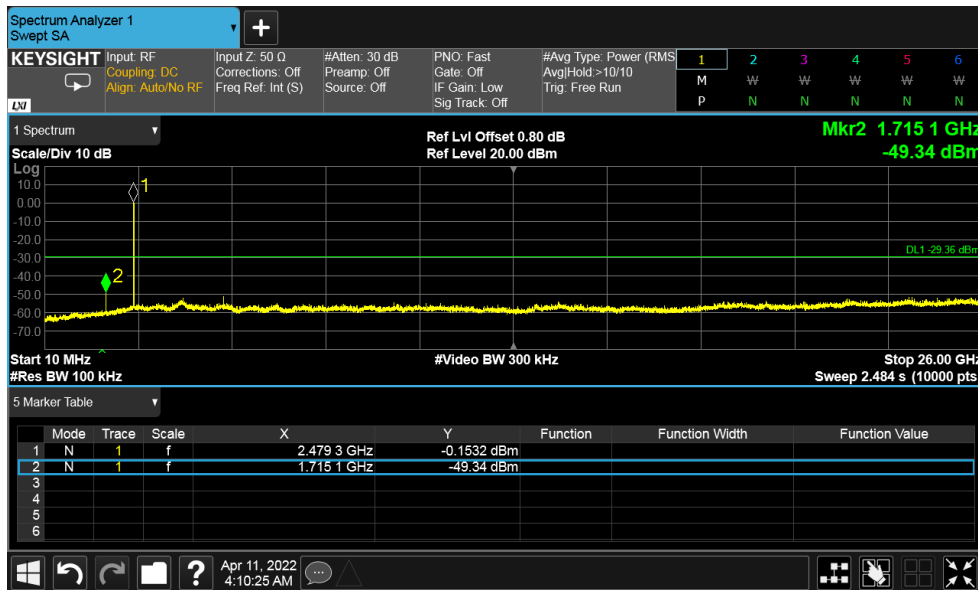 Spectrum Analyzer 1
Swept SA
+
KEYSIGHT
Input: RF
Coupling: DC
Align: Auto/No RF
Input Z: 50 Ω
Corrections: Off
Freq Ref: Int (S)
#Atten: 30 dB
Preamp: Off
Source: Off
PNO: Fast
Gate: Off
IF Gain: Low
Sig Track: Off
#Avg Type: Power (RMS
Avg|Hold:>10/10
Trig: Free Run
1 2 3 4 5 6
M W W W W W
P N N N N N
LXI
1 Spectrum
Ref Lvl Offset 0.80 dB
Mkr2 1.715 1 GHz
Scale/Div 10 dB
Ref Level 20.00 dBm
-49.34 dBm
Log
10.0
0.00
-10.0
-20.0
-30.0
-40.0
-50.0
-60.0
-70.0
1
2
DL1 -29.36 dBm
Start 10 MHz
#Video BW 300 kHz
Stop 26.00 GHz
#Res BW 100 kHz
Sweep 2.484 s (10000 pts
5 Marker Table
Mode Trace Scale X Y Function Function Width Function Value
1 N 1 f 2.479 3 GHz -0.1532 dBm
2 N 1 f 1.715 1 GHz -49.34 dBm
3
4
5
6
?
Apr 11, 2022
4:10:25 AM